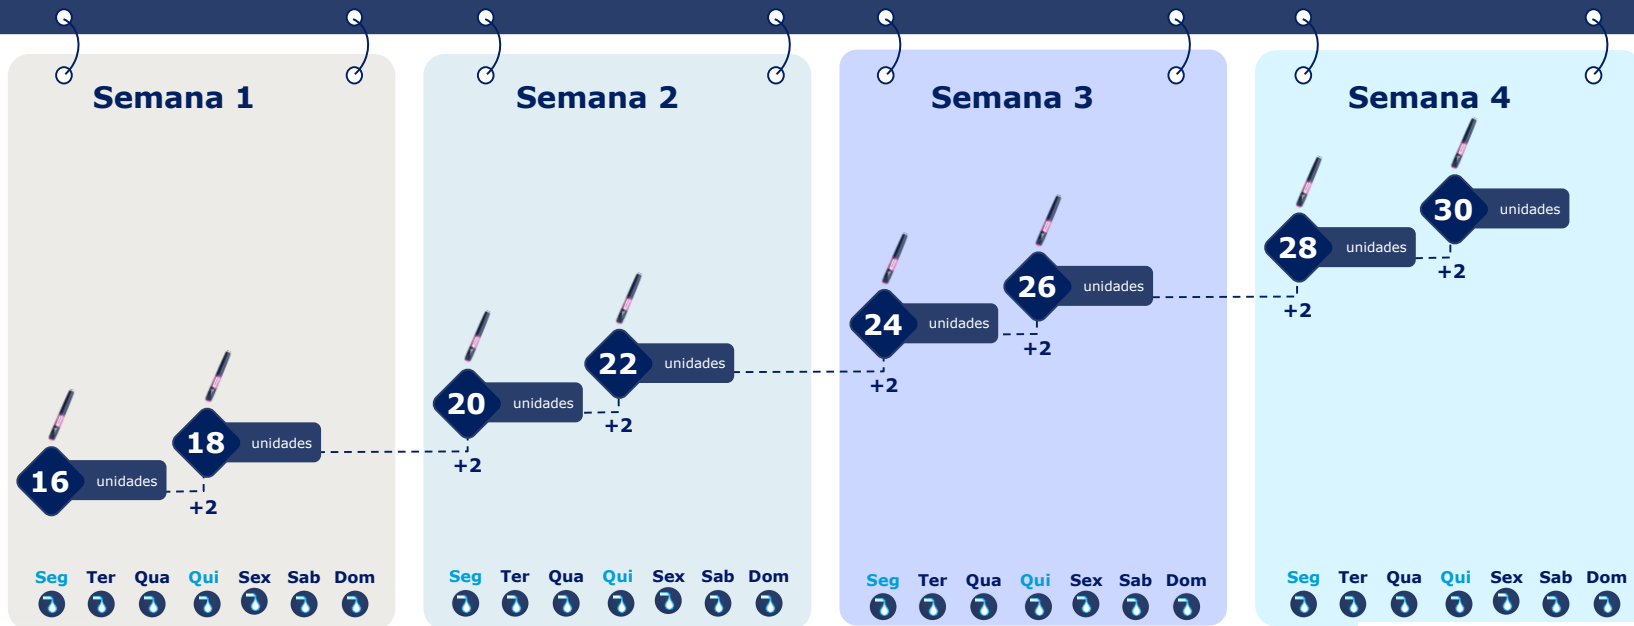 Semana 1
16 unidades
+2
18 unidades
Seg Ter Qua Qui Sex Sab Dom
Semana 2
+2
20 unidades
+2
22 unidades
Seg Ter Qua Qui Sex Sab Dom
Semana 3
+2
24 unidades
+2
26 unidades
Seg Ter Qua Qui Sex Sab Dom
Semana 4
+2
28 unidades
+2
30 unidades
Seg Ter Qua Qui Sex Sab Dom